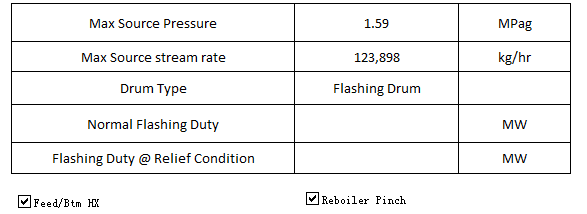 Max Source Pressure 1.59 MPag
Max Source stream rate 123,898 kg/hr
Drum Type Flashing Drum
Normal Flashing Duty MW
Flashing Duty @ Relief Condition MW
Feed/Btm HX Reboiler Pinch